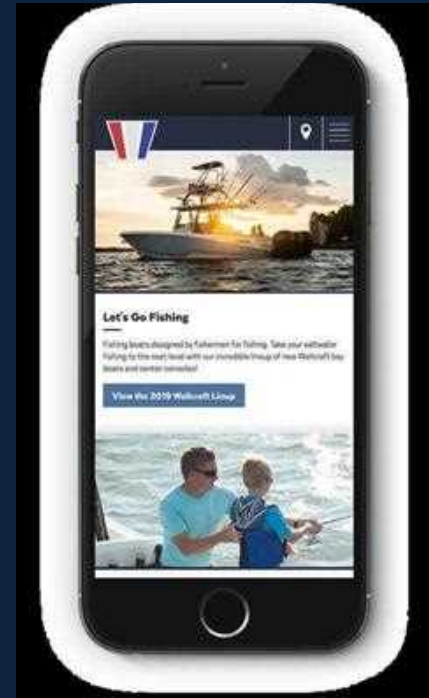 Let's Go Fishing
Fishing boats designed by fishermen for fishing. Take your saltwater
fishing to the next level with our incredible lineup of new Wellcraft bay
boats and center consoles!
View the 2019 Wellcraft Lineup